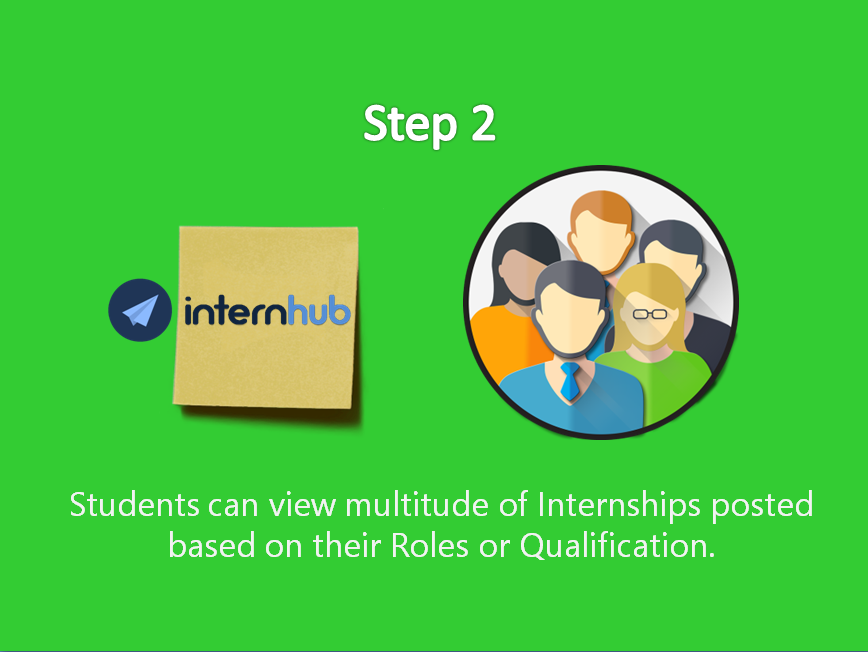 Step 2
internhub
Students can view multitude of Internships posted
based on their Roles or Qualification.